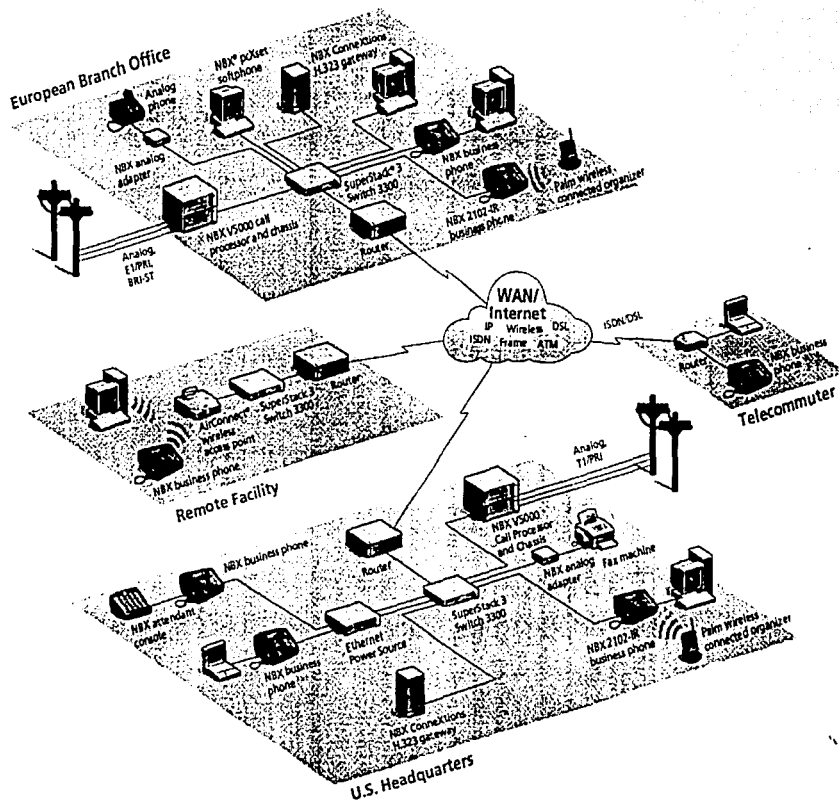 European Branch Office
Analog
phone
NBX analog
adapter
NBX® pcXset
softphone
NBX ConneXtions
H.323 gateway
NBX business
phone
SuperStack® 3
Switch 3300
NBX 2102-IR
business phone
Palm wireless
connected organizer
NBX V5000 call
processor and chassis
Router
Analog,
E1/PRI,
BRI-ST
WAN/
Internet
IP Wireless DSL
ISDN Frame ATM
ISDN/DSL
Router
NBX business
phone
Telecommuter
AirConnect®
wireless
access point
SuperStack 3
Switch 3300
Router
NBX business phone
Remote Facility
Analog,
T1/PRI
NBX V5000
Call Processor
and Chassis
Router
NBX business phone
NBX attendant
console
NBX business
phone
Ethernet
Power Source
SuperStack 3
Switch 3300
NBX analog
adapter
Fax machine
NBX 2102-IR
business phone
Palm wireless
connected organizer
NBX ConneXtions
H.323 gateway
U.S. Headquarters